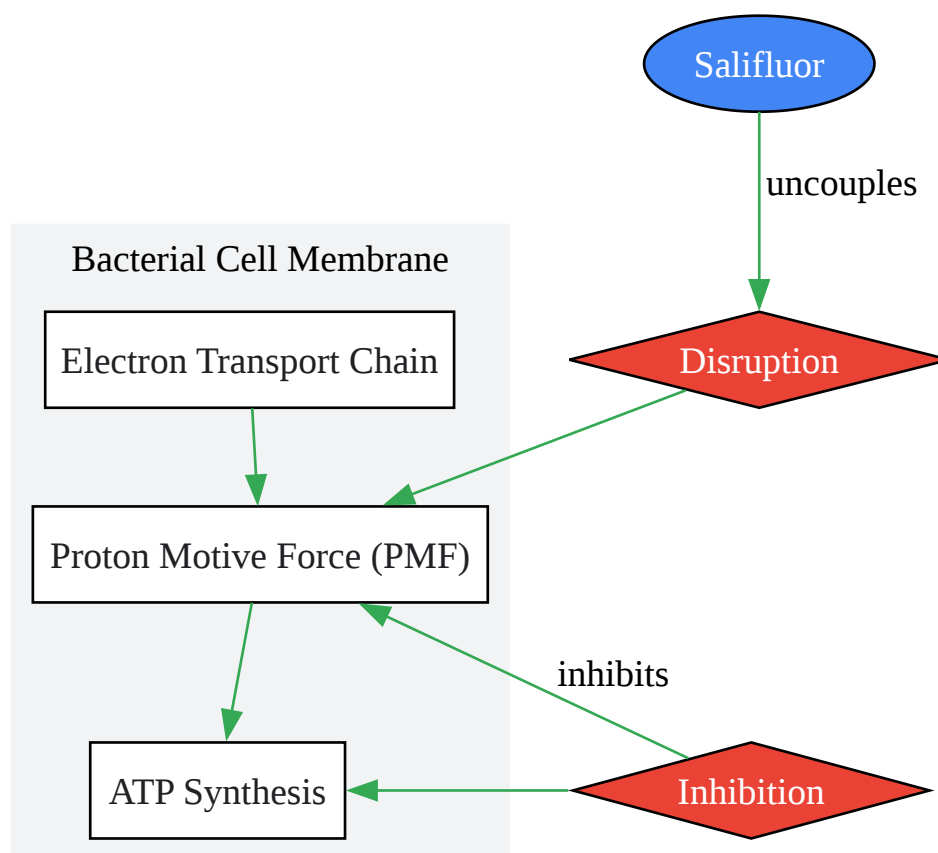 Salifluor
uncouples
Bacterial Cell Membrane
Electron Transport Chain
Disruption
Proton Motive Force (PMF)
inhibits
ATP Synthesis
Inhibition